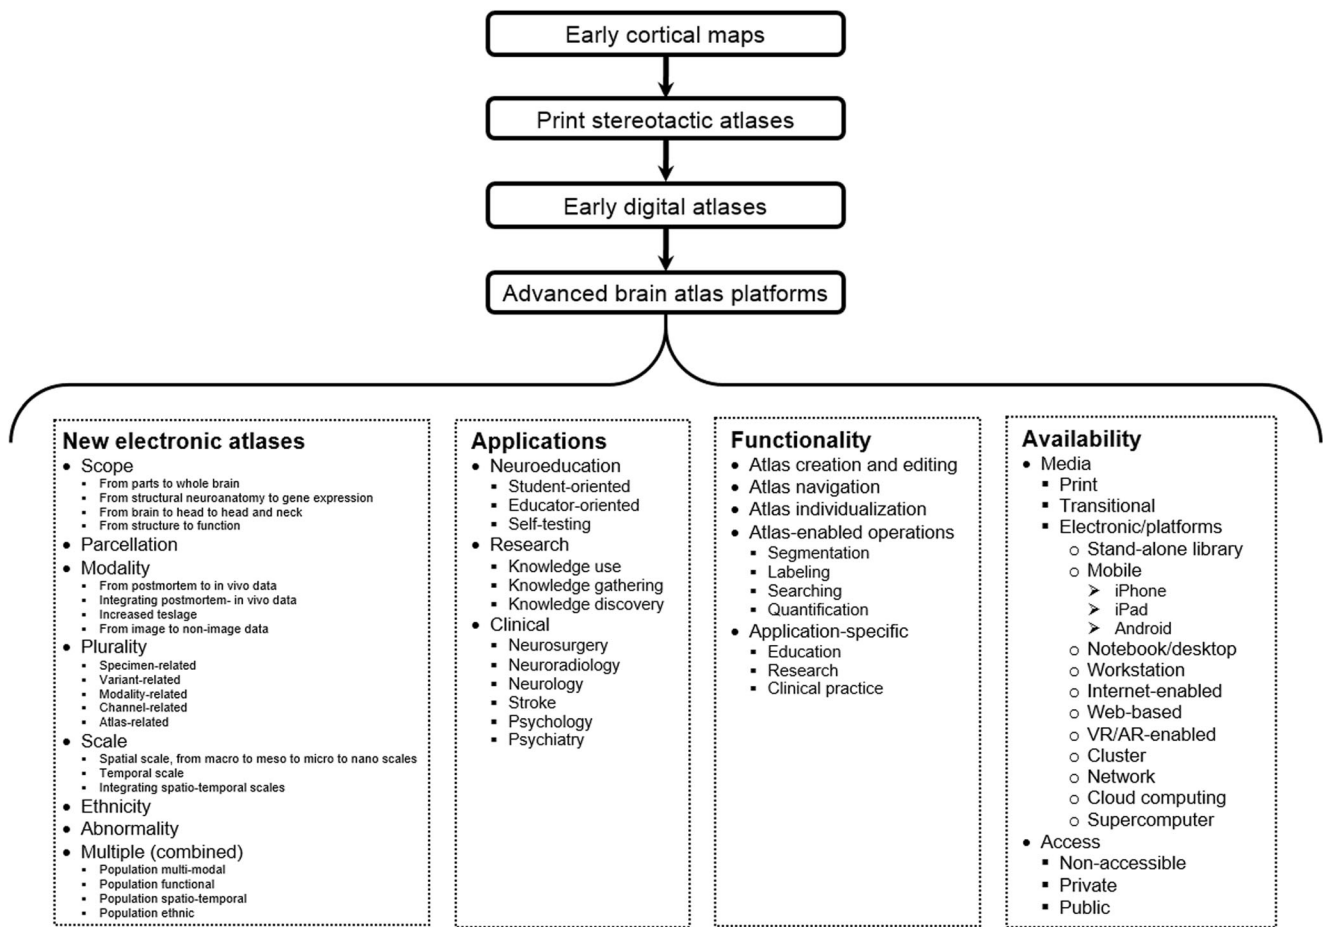 Early cortical maps
Print stereotactic atlases
Early digital atlases
Advanced brain atlas platforms
New electronic atlases
• Scope
▪ From parts to whole brain
▪ From structural neuroanatomy to gene expression
▪ From brain to head to head and neck
▪ From structure to function
• Parcellation
• Modality
▪ From postmortem to in vivo data
▪ Integrating postmortem- in vivo data
▪ Increased teslage
▪ From image to non-image data
• Plurality
▪ Specimen-related
▪ Variant-related
▪ Modality-related
▪ Channel-related
▪ Atlas-related
• Scale
▪ Spatial scale, from macro to meso to micro to nano scales
▪ Temporal scale
▪ Integrating spatio-temporal scales
• Ethnicity
• Abnormality
• Multiple (combined)
▪ Population multi-modal
▪ Population functional
▪ Population spatio-temporal
▪ Population ethnic
Applications
• Neuroeducation
▪ Student-oriented
▪ Educator-oriented
▪ Self-testing
• Research
▪ Knowledge use
▪ Knowledge gathering
▪ Knowledge discovery
• Clinical
▪ Neurosurgery
▪ Neuroradiology
▪ Neurology
▪ Stroke
▪ Psychology
▪ Psychiatry
Functionality
• Atlas creation and editing
• Atlas navigation
• Atlas individualization
• Atlas-enabled operations
▪ Segmentation
▪ Labeling
▪ Searching
▪ Quantification
• Application-specific
▪ Education
▪ Research
▪ Clinical practice
Availability
• Media
▪ Print
▪ Transitional
▪ Electronic/platforms
○ Stand-alone library
○ Mobile
➢ iPhone
➢ iPad
➢ Android
○ Notebook/desktop
○ Workstation
○ Internet-enabled
○ Web-based
○ VR/AR-enabled
○ Cluster
○ Network
○ Cloud computing
○ Supercomputer
• Access
▪ Non-accessible
▪ Private
▪ Public